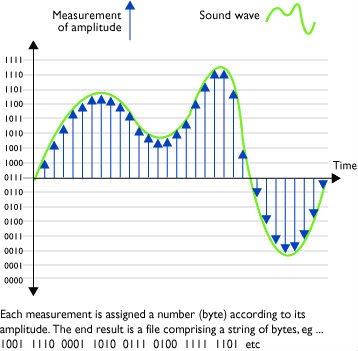 Measurement
of amplitude
Sound wave
1111
1110
1101
1100
1011
1010
1001
1000
Time
0111
0110
0101
0100
0011
0010
0001
0000
Each measurement is assigned a number (byte) according to its
amplitude. The end result is a file comprising a string of bytes, eg ...
1001 1110 0001 1010 0111 0100 1111 1101 etc